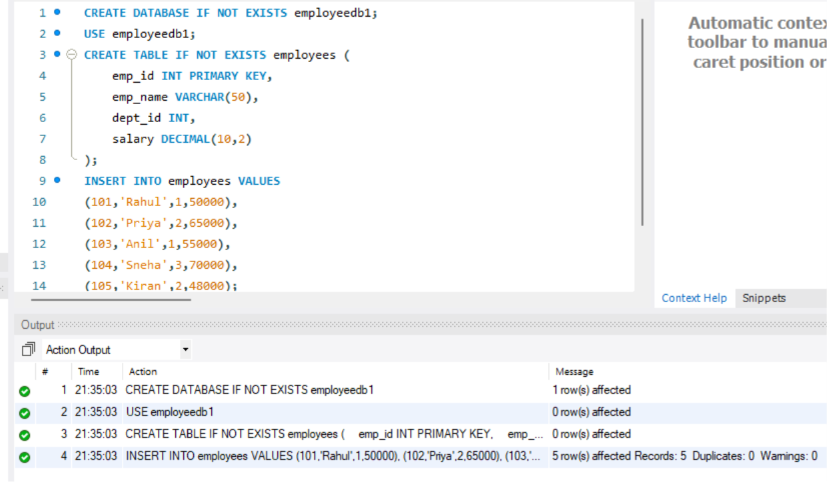 1 CREATE DATABASE IF NOT EXISTS employeedb1;
2 USE employeedb1;
3 CREATE TABLE IF NOT EXISTS employees (
4 emp_id INT PRIMARY KEY,
5 emp_name VARCHAR(50),
6 dept_id INT,
7 salary DECIMAL(10,2)
8 );
9 INSERT INTO employees VALUES
10 (101,'Rahul',1,50000),
11 (102,'Priya',2,65000),
12 (103,'Anil',1,55000),
13 (104,'Sneha',3,70000),
14 (105,'Kiran',2,48000);
Automatic contex
toolbar to manua
caret position or
Context Help Snippets
Output
Action Output
# Time Action Message
1 21:35:03 CREATE DATABASE IF NOT EXISTS employeedb1 1 row(s) affected
2 21:35:03 USE employeedb1 0 row(s) affected
3 21:35:03 CREATE TABLE IF NOT EXISTS employees ( emp_id INT PRIMARY KEY, emp_... 0 row(s) affected
4 21:35:03 INSERT INTO employees VALUES (101,'Rahul',1,50000), (102,'Priya',2,65000), (103,'... 5 row(s) affected Records: 5 Duplicates: 0 Warnings: 0